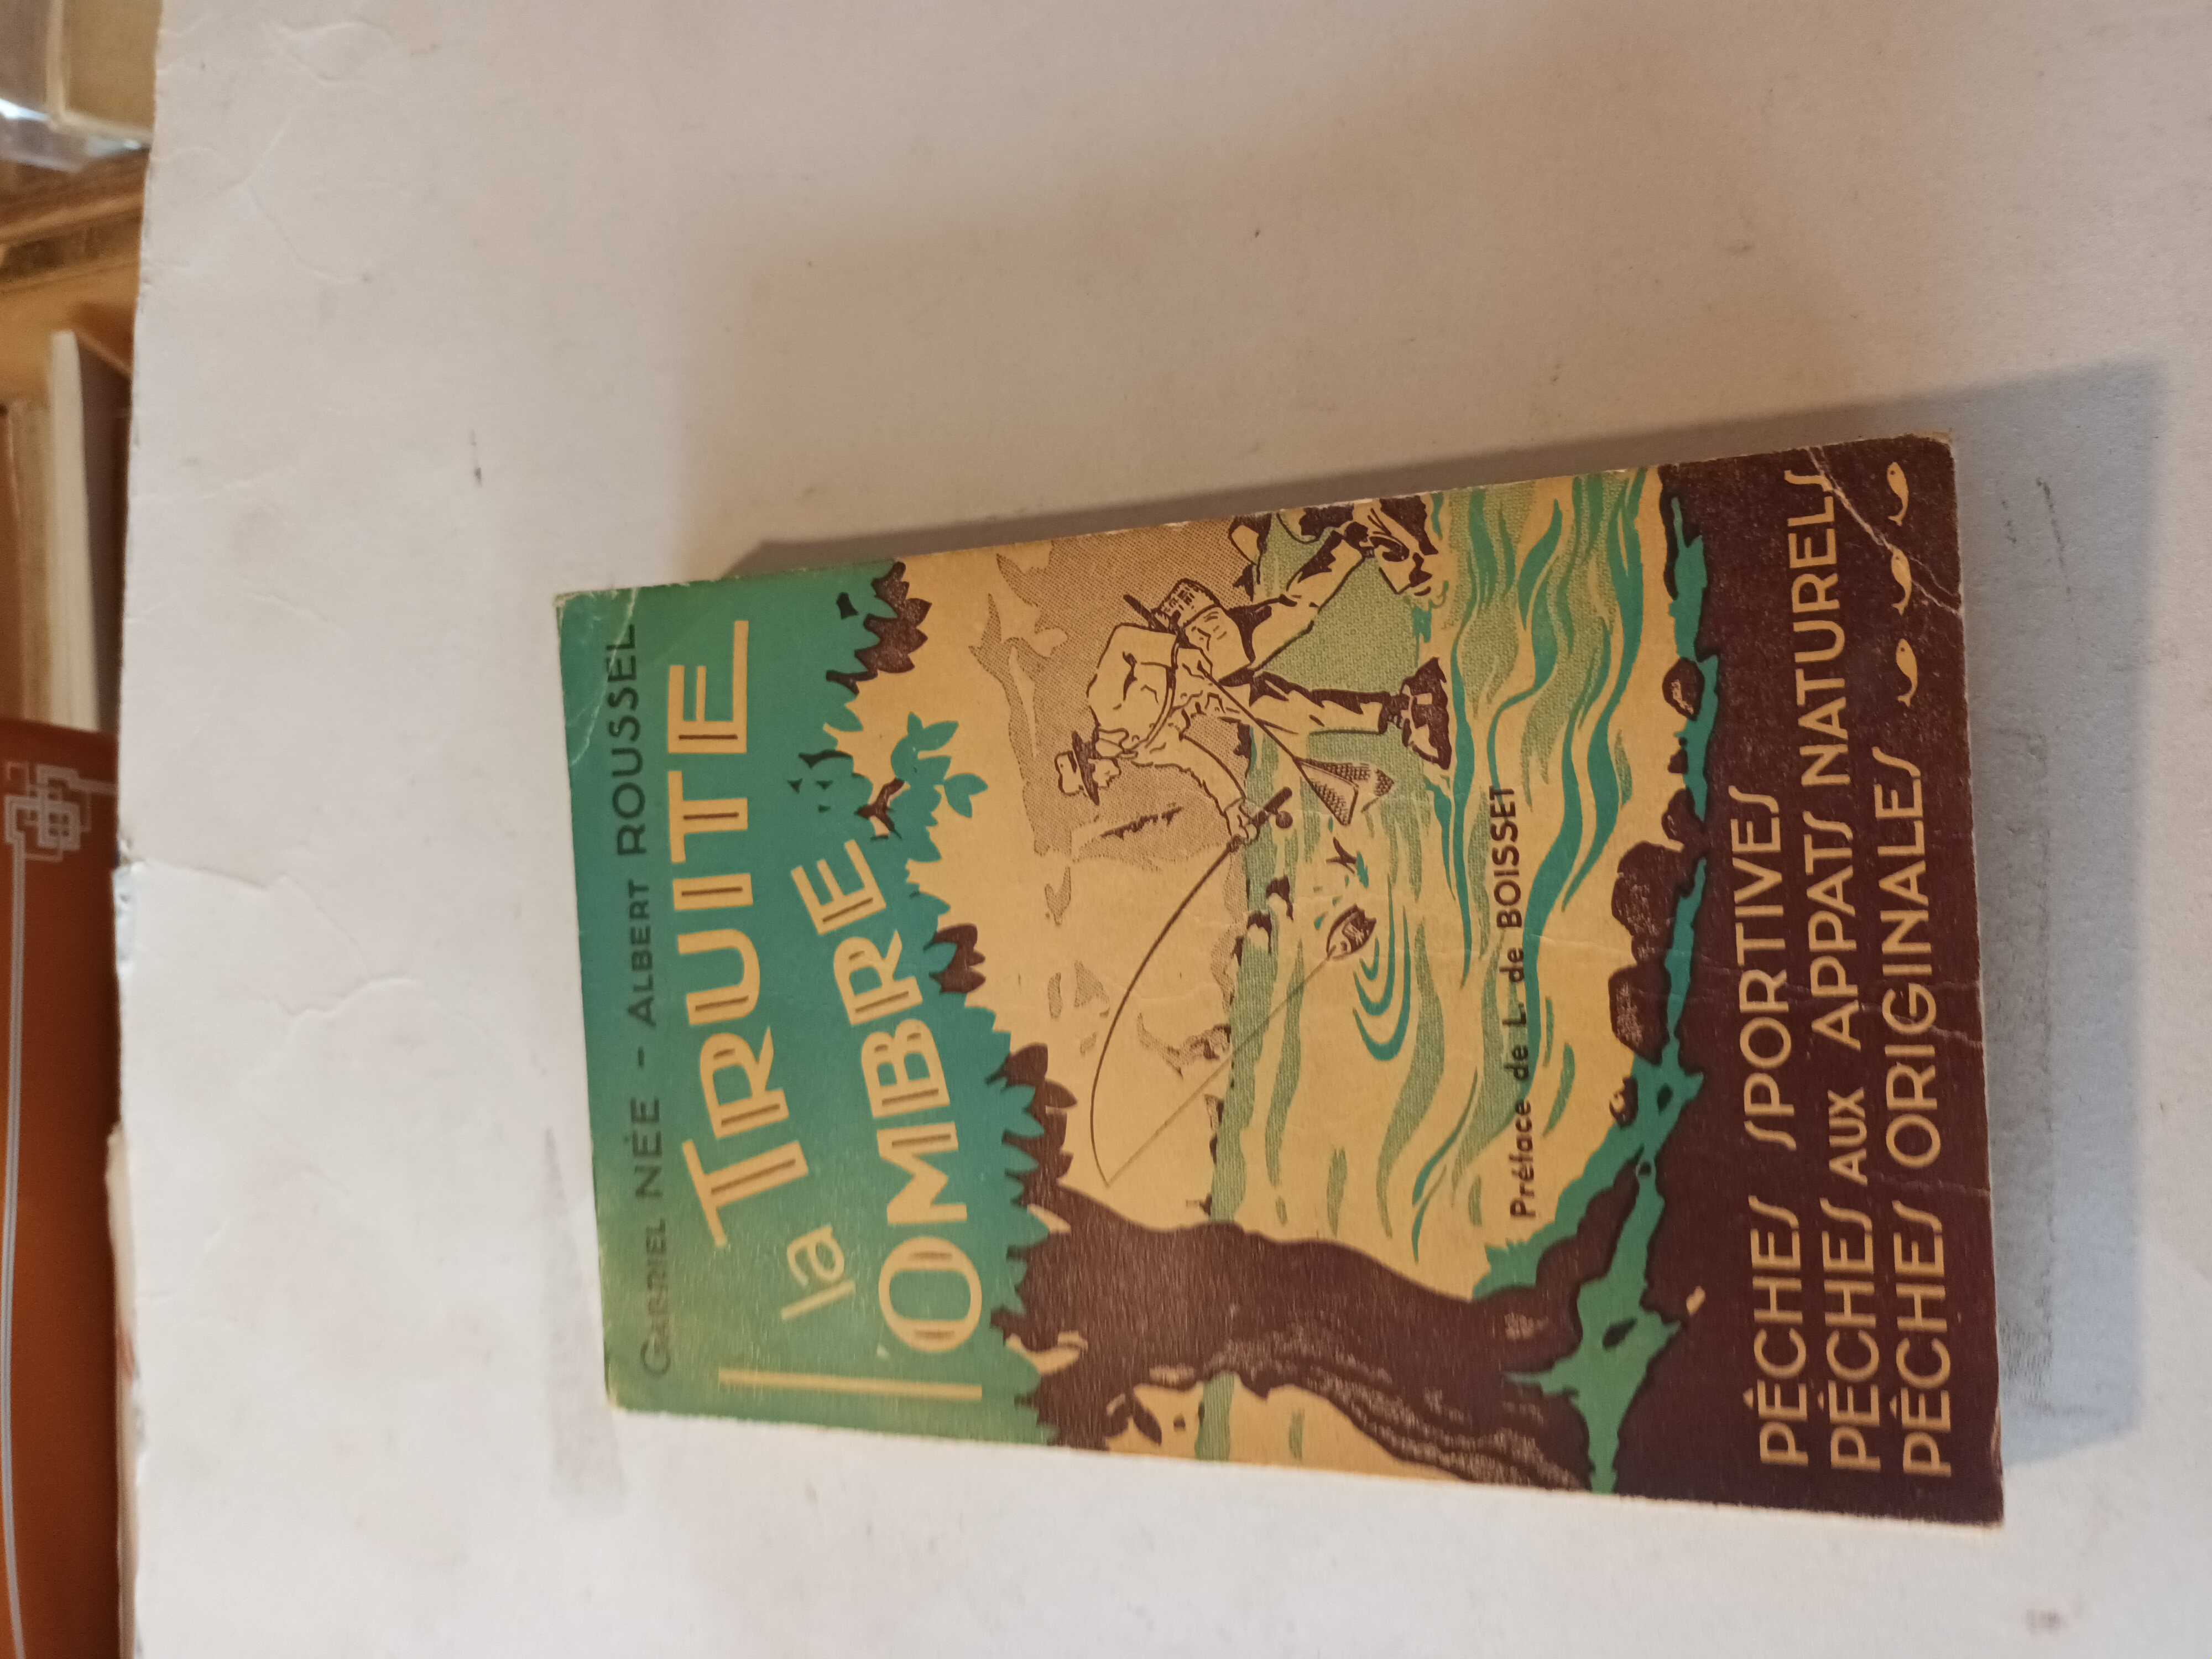 GABRIEL NÉE - ALBERT ROUSSEL
la TRUITE
l'OMBRE
Préface de L. de BOISSET
PÊCHES SPORTIVES
PÊCHES AUX APPATS NATURELS
PÊCHES ORIGINALES